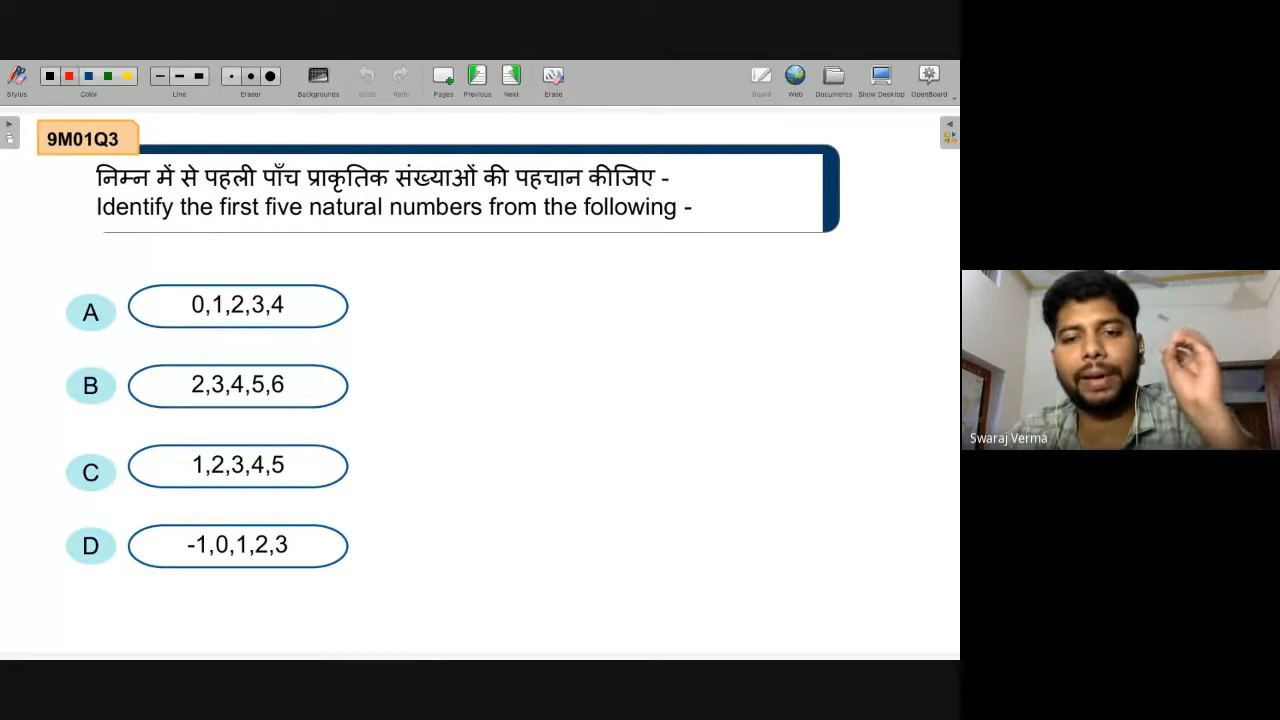 Stylus
Color
Line
Eraser
Backgrounds
Undo
Redo
Pages
Previous
Next
Erase
Board
Web
Documents
Show Desktop
OpenBoard
9M01Q3
निम्न में से पहली पाँच प्राकृतिक संख्याओं की पहचान कीजिए -
Identify the first five natural numbers from the following -
A 0,1,2,3,4
B 2,3,4,5,6
C 1,2,3,4,5
D -1,0,1,2,3
Swaraj Verma